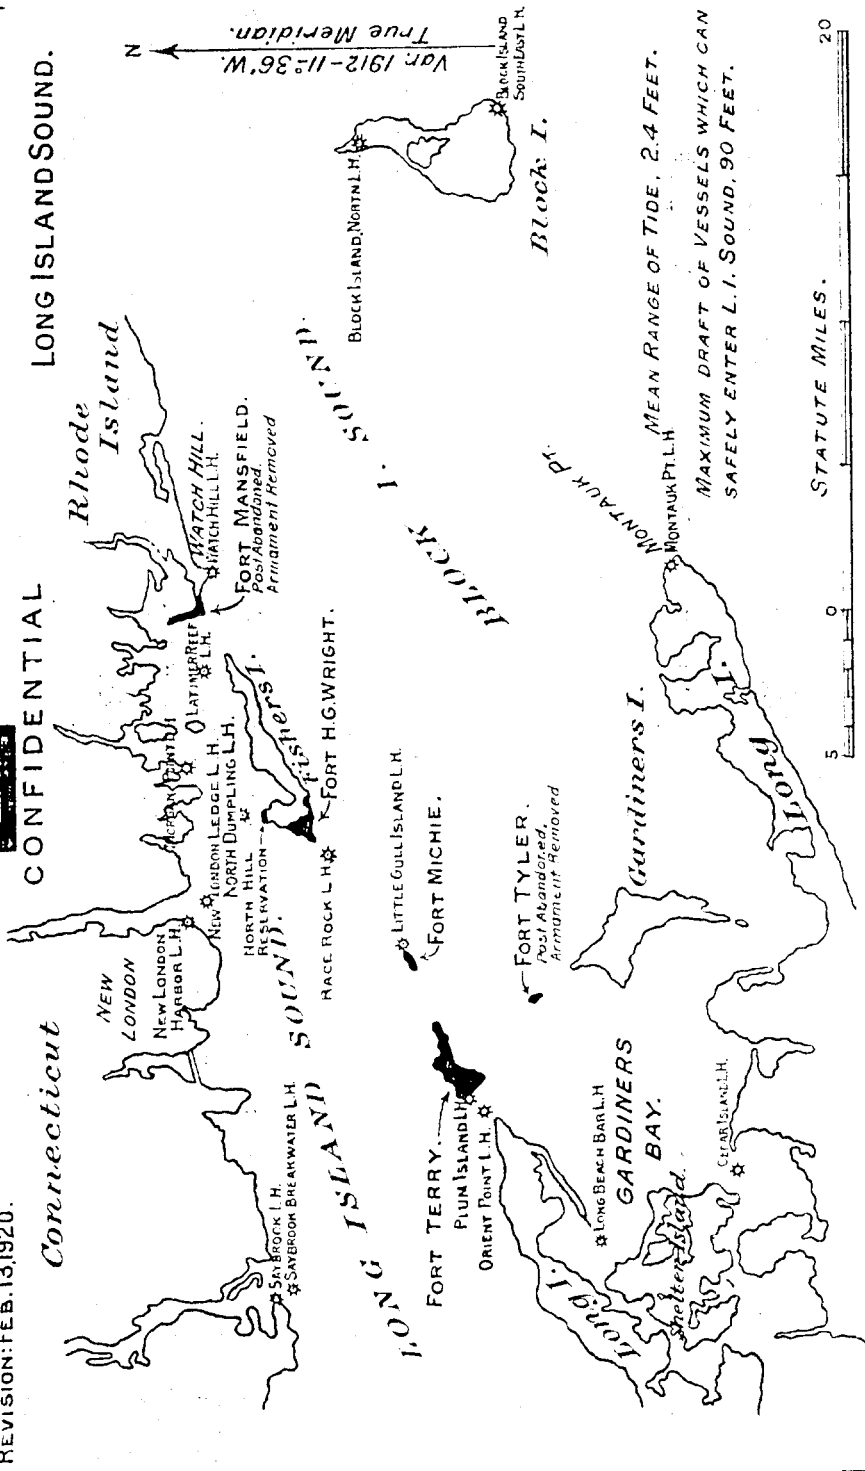 REVISION: FEB. 13, 1920.
CONFIDENTIAL
LONG ISLAND SOUND.
Connecticut
NEW
LONDON
NEW LONDON
HARBOR L.H.
Rhode
Island
N
Var. 1912-11°36'W.
True Meridian.
NEW LONDON LEDGE L.H.
NORTH DUMPLING L.H.
NORTH HILL
RESERVATION
LATIMER REEF
L.H.
WATCH HILL.
WATCH HILL L.H.
FORT MANSFIELD.
Post Abandoned.
Armament Removed
SAYBROOK L.H.
SAYBROOK BREAKWATER L.H.
Fishers I.
FORT H.G. WRIGHT.
RACE ROCK L.H.
LONG ISLAND SOUND.
BLOCK I. SOUND.
BLOCK ISLAND, NORTH L.H.
BLOCK ISLAND
SOUTH EAST L.H.
Block I.
LITTLE GULL ISLAND L.H.
FORT MICHIE.
FORT TERRY.
PLUM ISLAND L.H.
ORIENT POINT L.H.
FORT TYLER.
Post Abandoned,
Armament Removed
MONTAUK PT.
MONTAUK PT. L.H.
Gardiners I.
LONG BEACH BAR L.H
GARDINERS
BAY.
Long I.
Shelter Island.
CEDAR ISLAND L.H.
Long I.
MEAN RANGE OF TIDE, 2.4 FEET.
MAXIMUM DRAFT OF VESSELS WHICH CAN
SAFELY ENTER L. I. SOUND, 90 FEET.
STATUTE MILES.
5 0 20